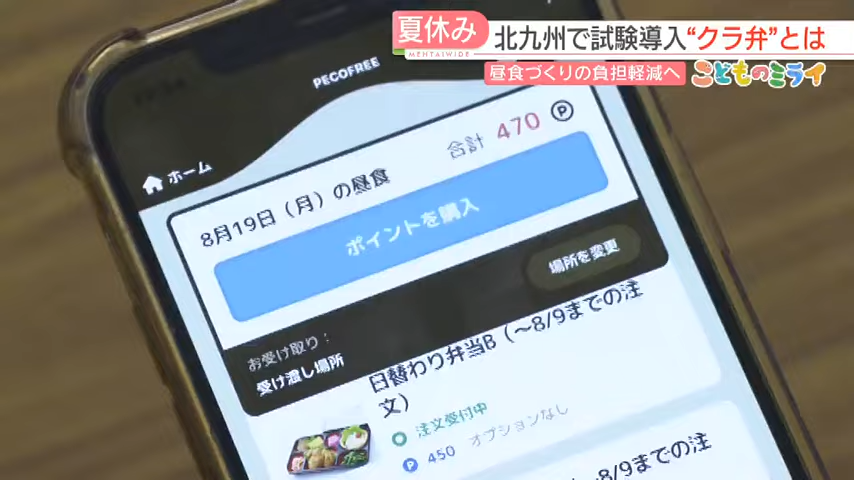 夏休み
MENTAIWIDE
北九州で試験導入“クラ弁”とは
昼食づくりの負担軽減へ
こどものミライ
PECOFREE
ホーム
8月19日（月）の昼食
合計 470 P
ポイントを購入
お受け取り：
受け渡し場所
場所を変更
日替わり弁当B（～8/9までの注
文）
注文受付中
P 450 オプションなし
～8/9までの注